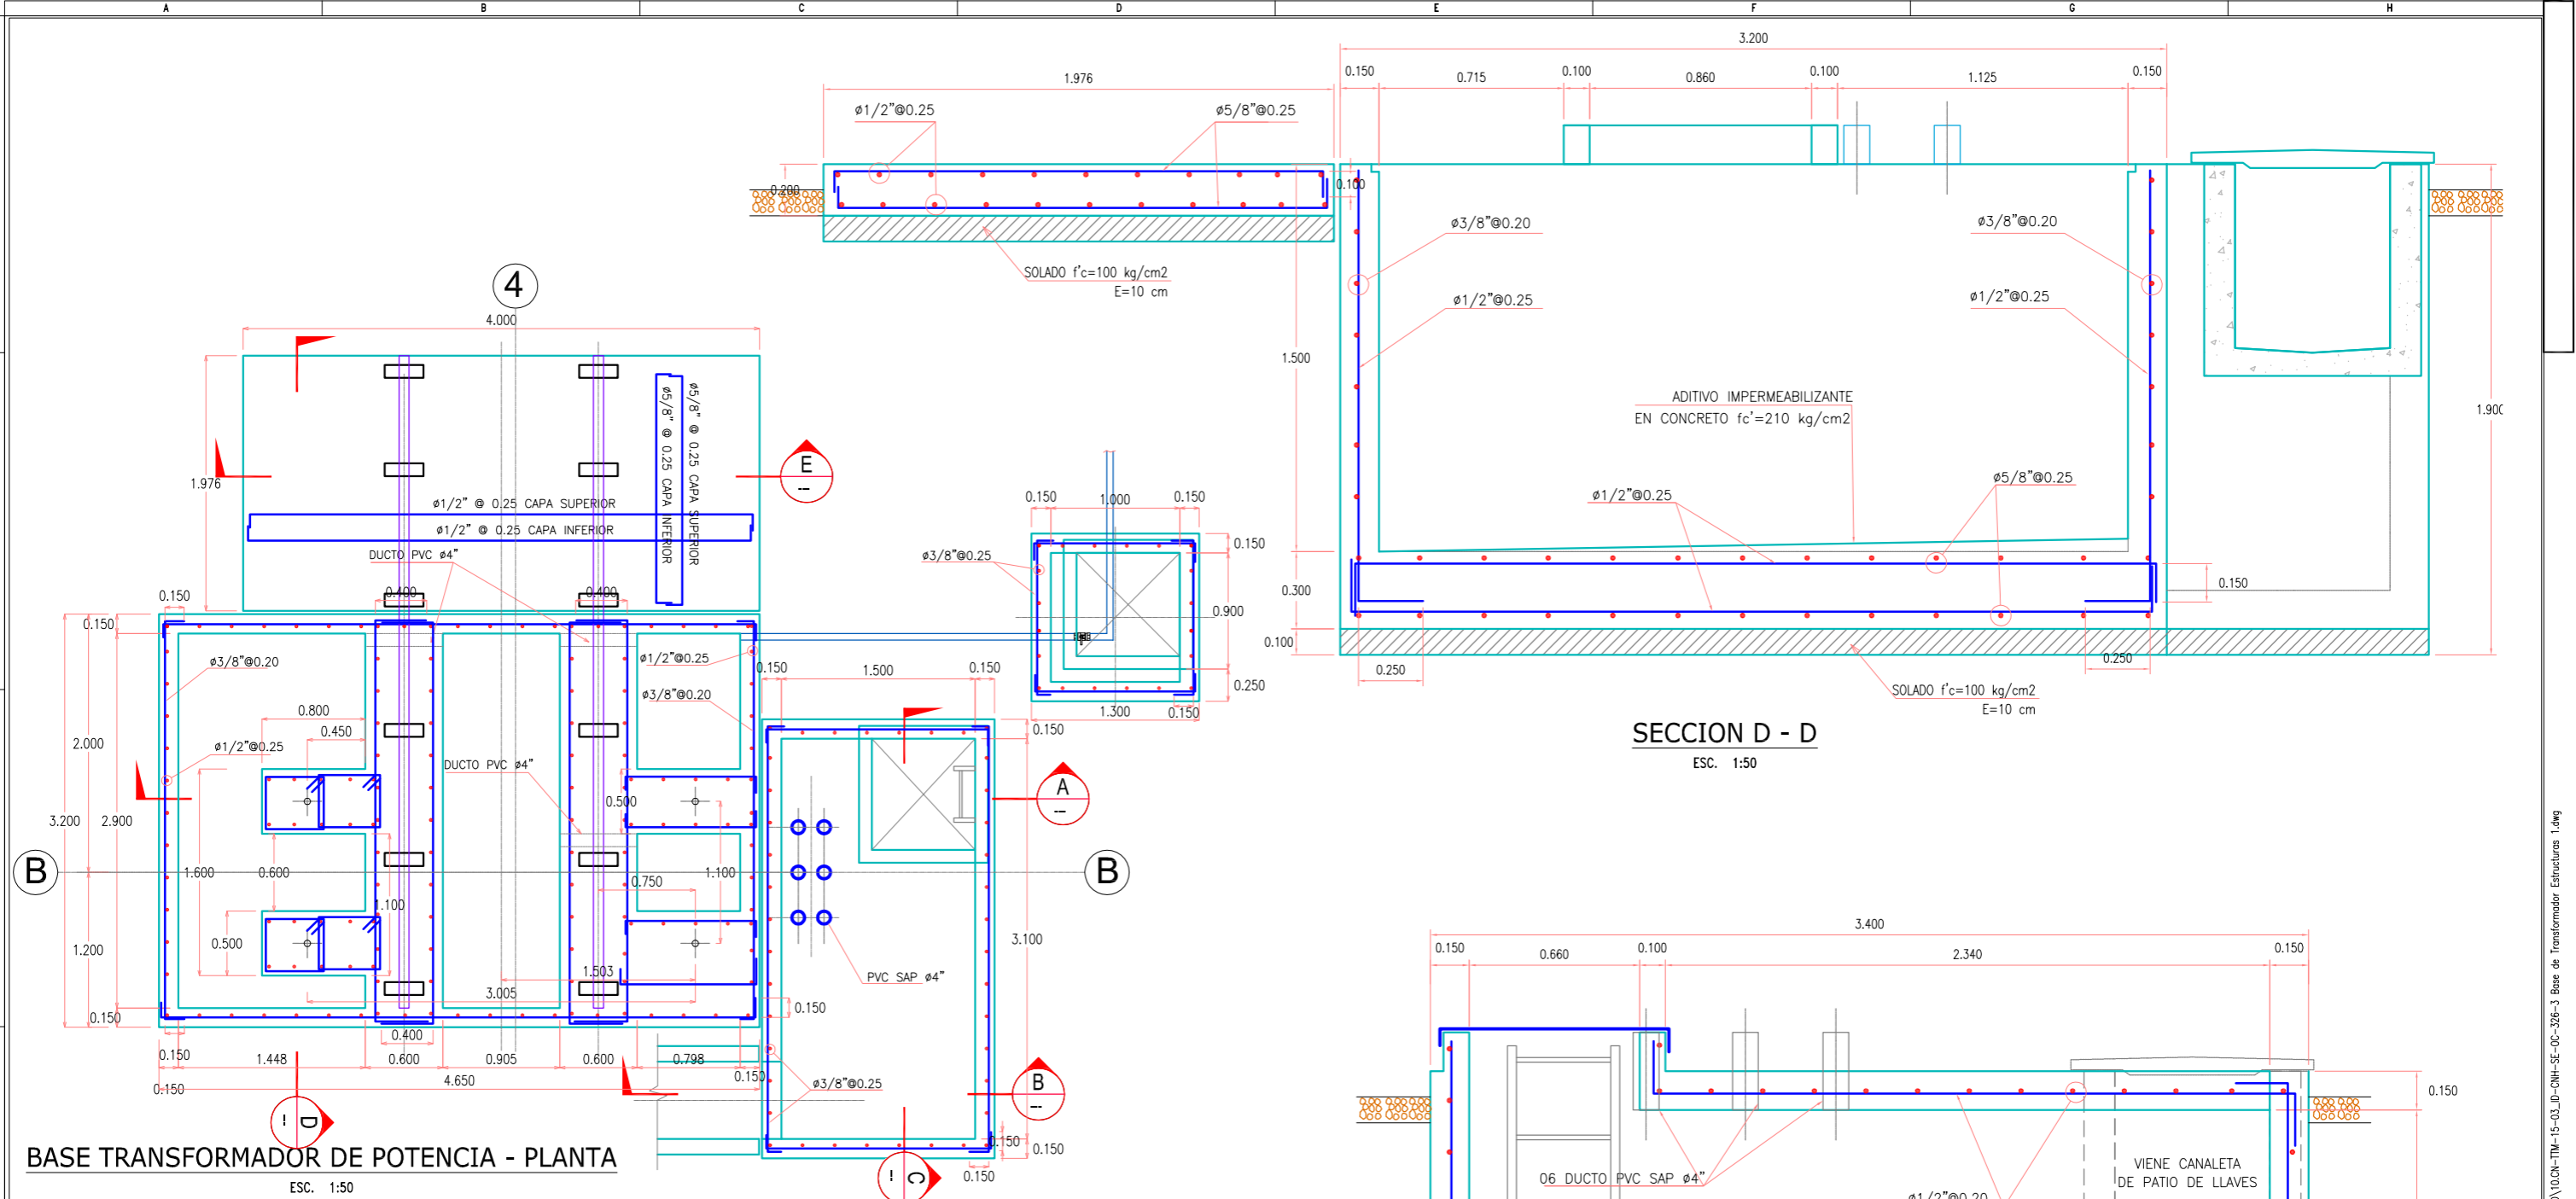 A B C D E F G H
3.200
1.976
0.150 0.715 0.100 0.860 0.100 1.125 0.150
ø1/2"@0.25
ø5/8"@0.25
0.200
0.100
ø3/8"@0.20
ø3/8"@0.20
SOLADO f'c=100 kg/cm2
E=10 cm
ø1/2"@0.25
ø1/2"@0.25
1.500
ADITIVO IMPERMEABILIZANTE
EN CONCRETO fc'=210 kg/cm2
ø1/2"@0.25
ø5/8"@0.25
0.300
0.150
0.100
0.250
0.250
SOLADO f'c=100 kg/cm2
E=10 cm
SECCION D - D
ESC. 1:50
4
4.000
1.976
ø5/8" @ 0.25 CAPA SUPERIOR
ø5/8" @ 0.25 CAPA INFERIOR
E
ø1/2" @ 0.25 CAPA SUPERIOR
ø1/2" @ 0.25 CAPA INFERIOR
DUCTO PVC ø4"
0.150
0.400
0.400
0.150
ø3/8"@0.20
ø1/2"@0.25
ø3/8"@0.20
0.800
0.450
2.000
ø1/2"@0.25
DUCTO PVC ø4"
0.500
3.200
2.900
B
1.600
0.600
0.750
1.100
1.100
0.500
1.200
1.503
3.005
0.150
0.400
0.150 1.448 0.600 0.905 0.600 0.798 0.150
4.650
0.150
D
BASE TRANSFORMADOR DE POTENCIA - PLANTA
ESC. 1:50
0.150 1.000 0.150
0.150
ø3/8"@0.25
0.900
0.250
1.300
0.150
0.150 1.500 0.150
0.150
A
B
3.100
PVC SAP ø4"
0.150
ø3/8"@0.25
B
0.150
0.150
0.150
C
3.400
0.150 0.660 0.100 2.340 0.150
0.150
06 DUCTO PVC SAP ø4"
VIENE CANALETA
DE PATIO DE LLAVES